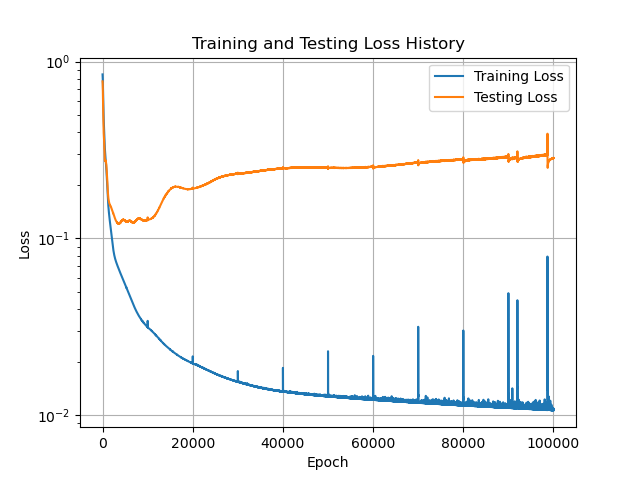 Training and Testing Loss History
Training Loss
Testing Loss
10⁰
10⁻¹
10⁻²
Loss
0
20000
40000
60000
80000
100000
Epoch